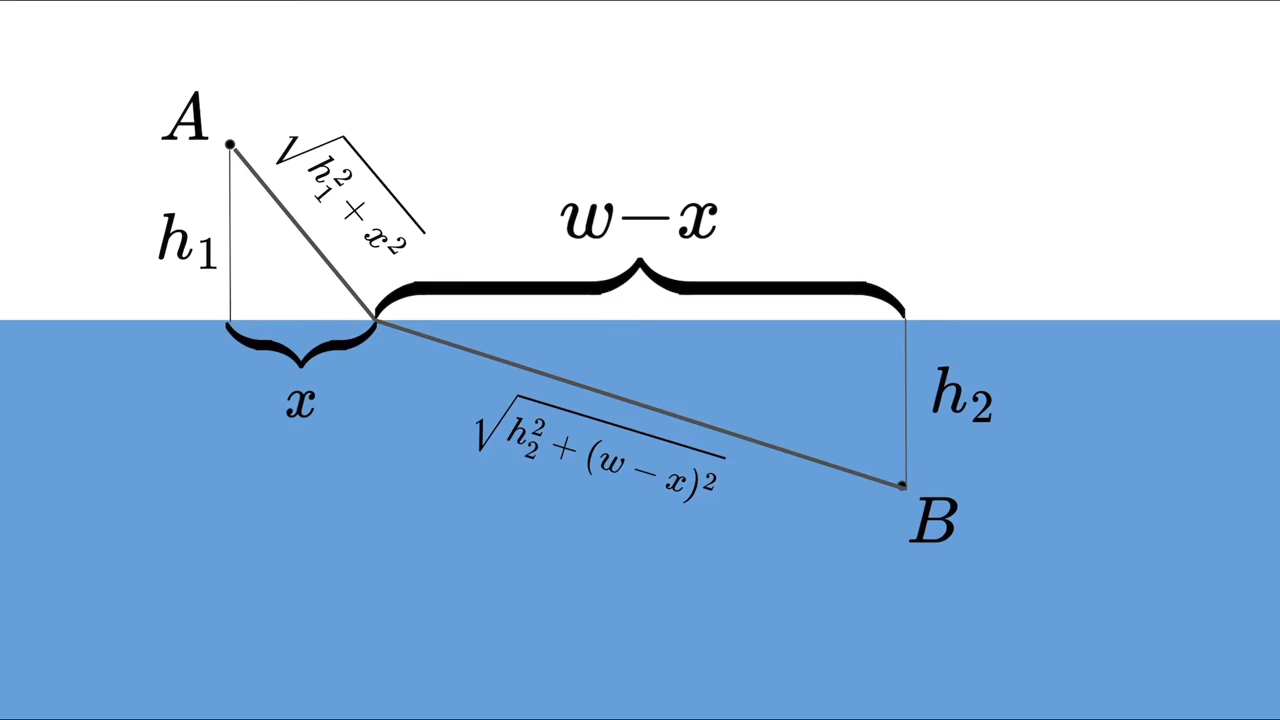 A
√(h₁² + x²)
h₁
w−x
x
h₂
√(h₂² + (w − x)²)
B